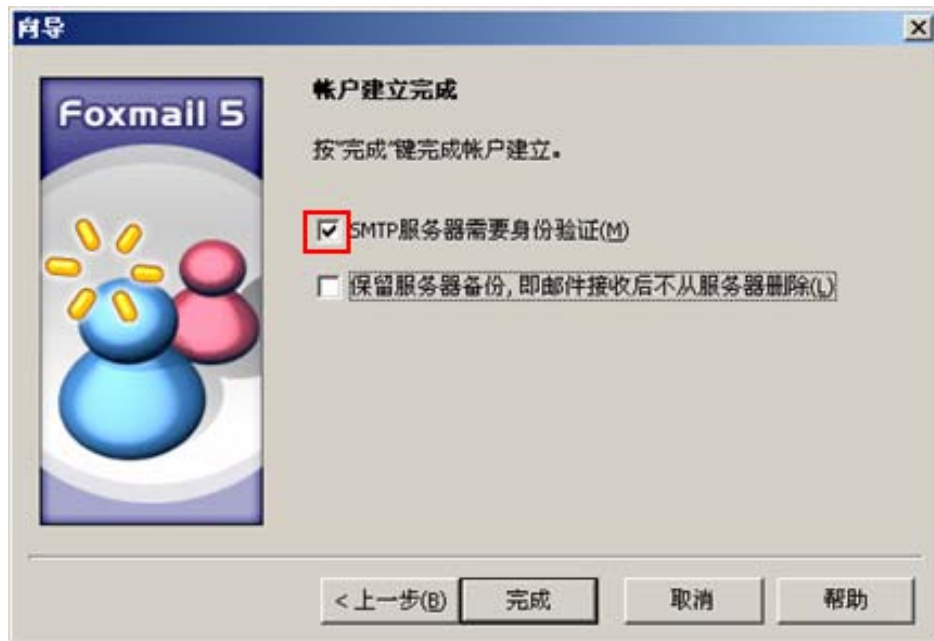 向导
Foxmail 5
帐户建立完成
按"完成"键完成帐户建立。
SMTP服务器需要身份验证(M)
保留服务器备份,即邮件接收后不从服务器删除(L)
<上一步(B)
完成
取消
帮助